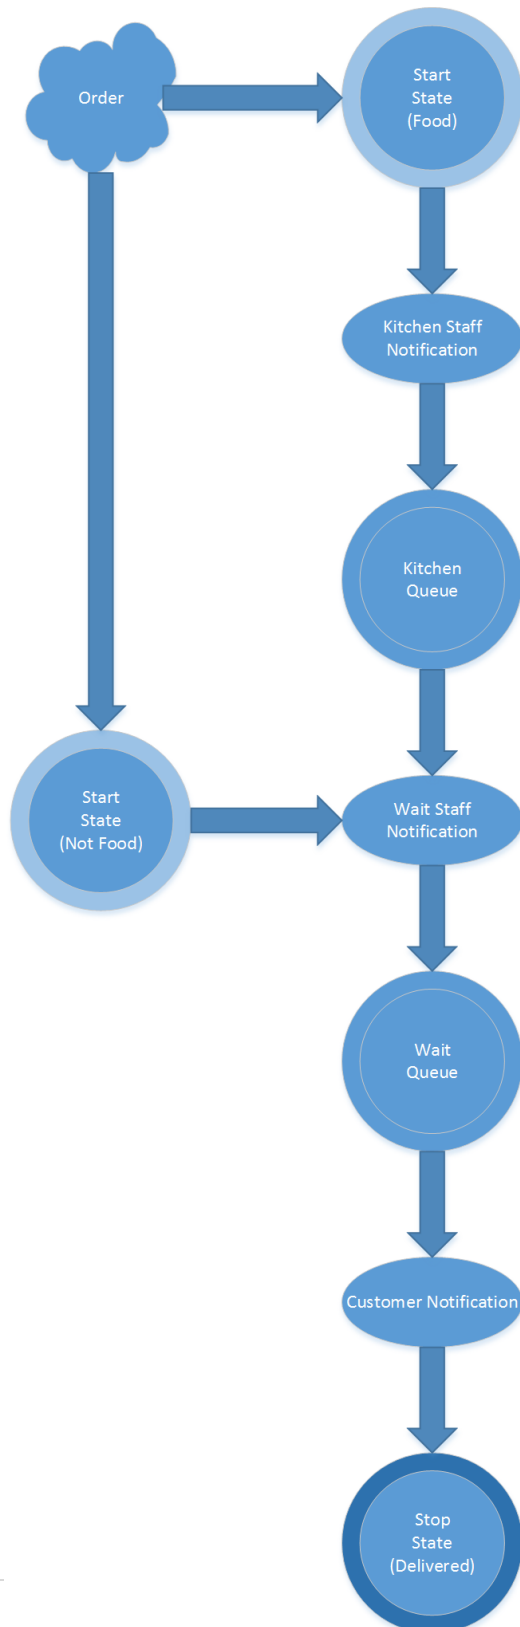 Order
Start
State
(Food)
Kitchen Staff
Notification
Kitchen
Queue
Start
State
(Not Food)
Wait Staff
Notification
Wait
Queue
Customer Notification
Stop
State
(Delivered)